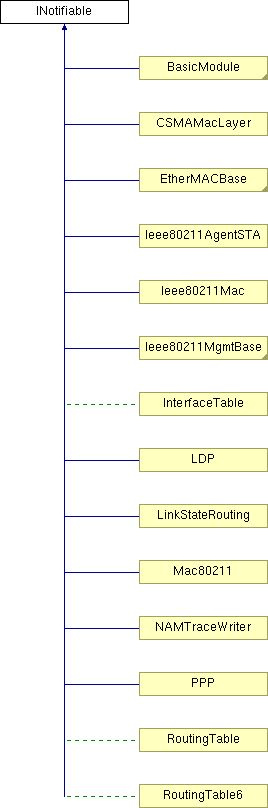 INotifiable
BasicModule
CSMAMacLayer
EtherMACBase
Ieee80211AgentSTA
Ieee80211Mac
Ieee80211MgmtBase
InterfaceTable
LDP
LinkStateRouting
Mac80211
NAMTraceWriter
PPP
RoutingTable
RoutingTable6